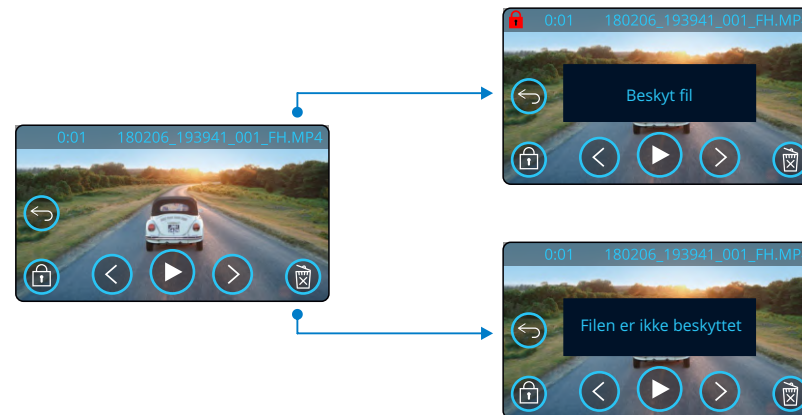 0:01 180206_193941_001_FH.MP4
0:01 180206_193941_001_FH.MP
Beskyt fil
0:01 180206_193941_001_FH.MP
Filen er ikke beskyttet